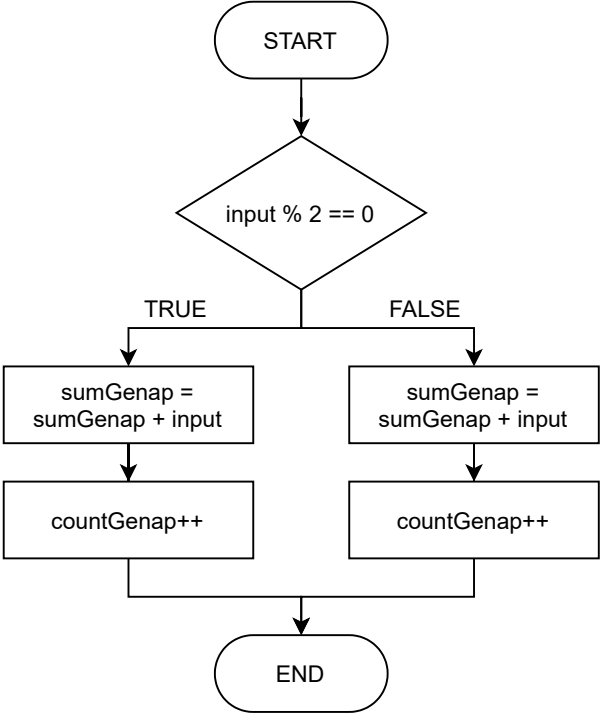 START
input % 2 == 0
TRUE
FALSE
sumGenap =
sumGenap + input
sumGenap =
sumGenap + input
countGenap++
countGenap++
END